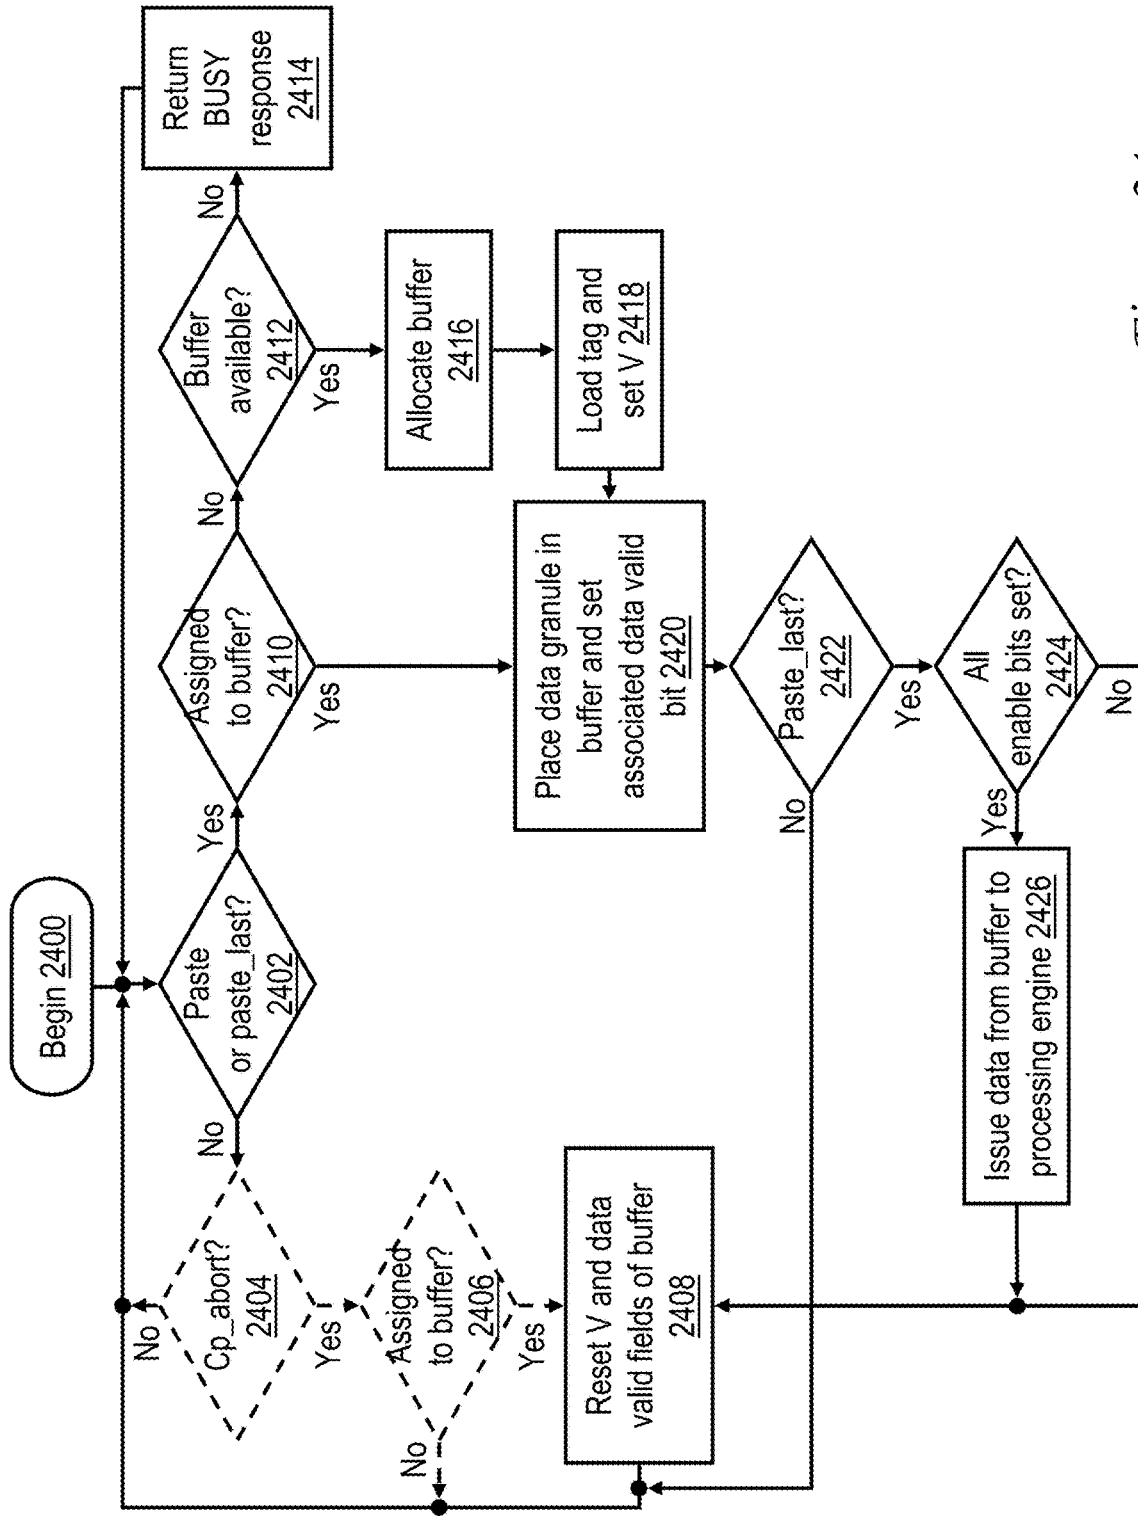 Begin 2400
Paste
or paste_last?
2402
Yes
No
Cp_abort?
2404
No
Yes
Assigned
to buffer?
2406
No
Yes
Reset V and data
valid fields of buffer
2408
Assigned
to buffer?
2410
No
Yes
Buffer
available?
2412
No
Yes
Return
BUSY
response
2414
Allocate buffer
2416
Load tag and
set V 2418
Place data granule in
buffer and set
associated data valid
bit 2420
Paste_last?
2422
No
Yes
All
enable bits set?
2424
Yes
No
Issue data from buffer to
processing engine 2426